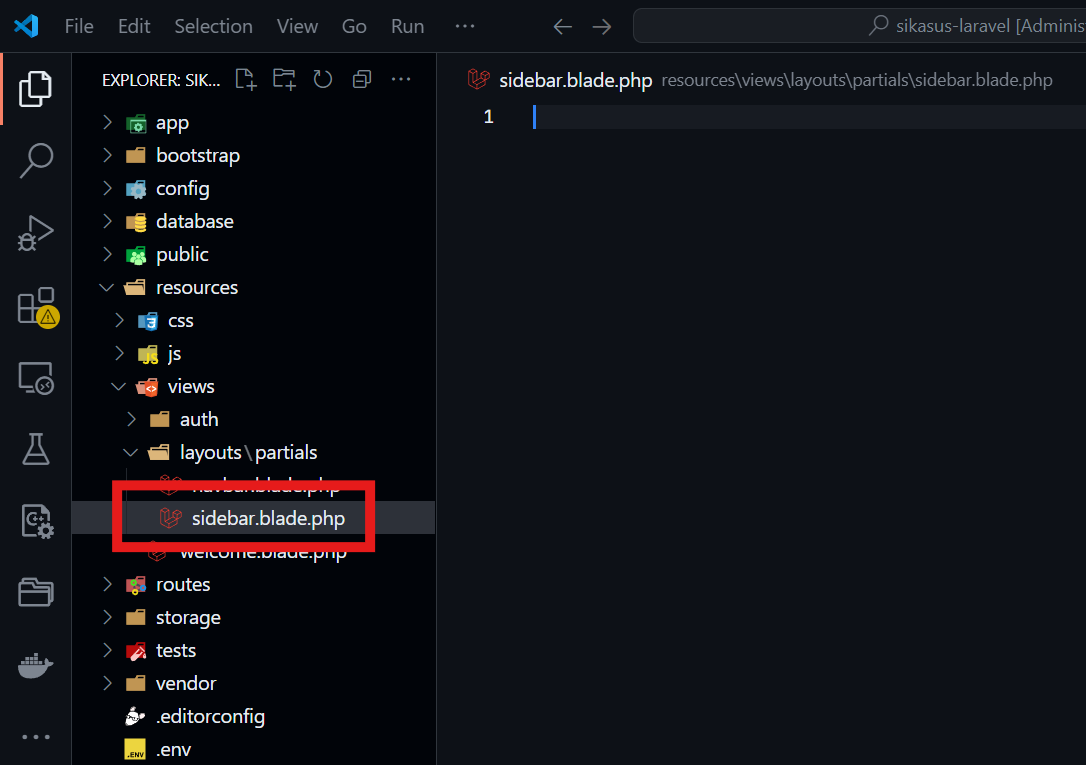 File Edit Selection View Go Run ··· sikasus-laravel [Adminis
EXPLORER: SIK... ···
sidebar.blade.php resources\views\layouts\partials\sidebar.blade.php
1
app
bootstrap
config
database
public
resources
css
js
views
auth
layouts\partials
navbar.blade.php
sidebar.blade.php
welcome.blade.php
routes
storage
tests
vendor
.editorconfig
.ENV .env